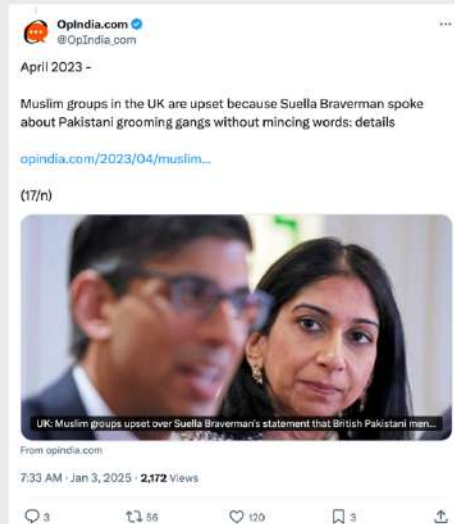 OpIndia.com
@OpIndia_com
April 2023 -
Muslim groups in the UK are upset because Suella Braverman spoke
about Pakistani grooming gangs without mincing words: details
opindia.com/2023/04/muslim...
(17/n)
UK: Muslim groups upset over Suella Braverman's statement that British Pakistani men...
From opindia.com
7:33 AM · Jan 3, 2025 · 2,172 Views
3 56 120 3